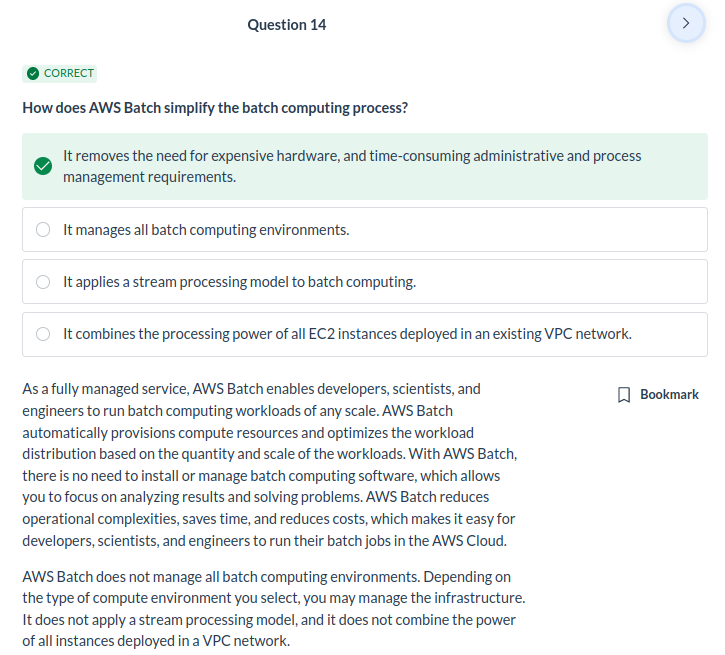 Question 14
CORRECT
How does AWS Batch simplify the batch computing process?
It removes the need for expensive hardware, and time-consuming administrative and process
management requirements.
It manages all batch computing environments.
It applies a stream processing model to batch computing.
It combines the processing power of all EC2 instances deployed in an existing VPC network.
As a fully managed service, AWS Batch enables developers, scientists, and
engineers to run batch computing workloads of any scale. AWS Batch
automatically provisions compute resources and optimizes the workload
distribution based on the quantity and scale of the workloads. With AWS Batch,
there is no need to install or manage batch computing software, which allows
you to focus on analyzing results and solving problems. AWS Batch reduces
operational complexities, saves time, and reduces costs, which makes it easy for
developers, scientists, and engineers to run their batch jobs in the AWS Cloud.
Bookmark
AWS Batch does not manage all batch computing environments. Depending on
the type of compute environment you select, you may manage the infrastructure.
It does not apply a stream processing model, and it does not combine the power
of all instances deployed in a VPC network.